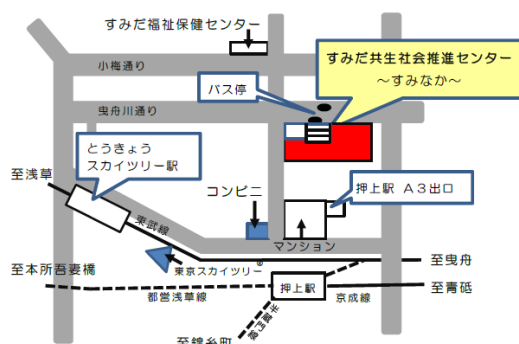 すみだ福祉保健センター
小梅通り
すみだ共生社会推進センター
～すみなか～
バス停
曳舟川通り
とうきょう
スカイツリー駅
至浅草
コンビニ
押上駅 A3出口
東武線
マンション
至本所吾妻橋
東京スカイツリー
至曳舟
都営浅草線
押上駅
京成線
至青砥
半蔵門線
至錦糸町